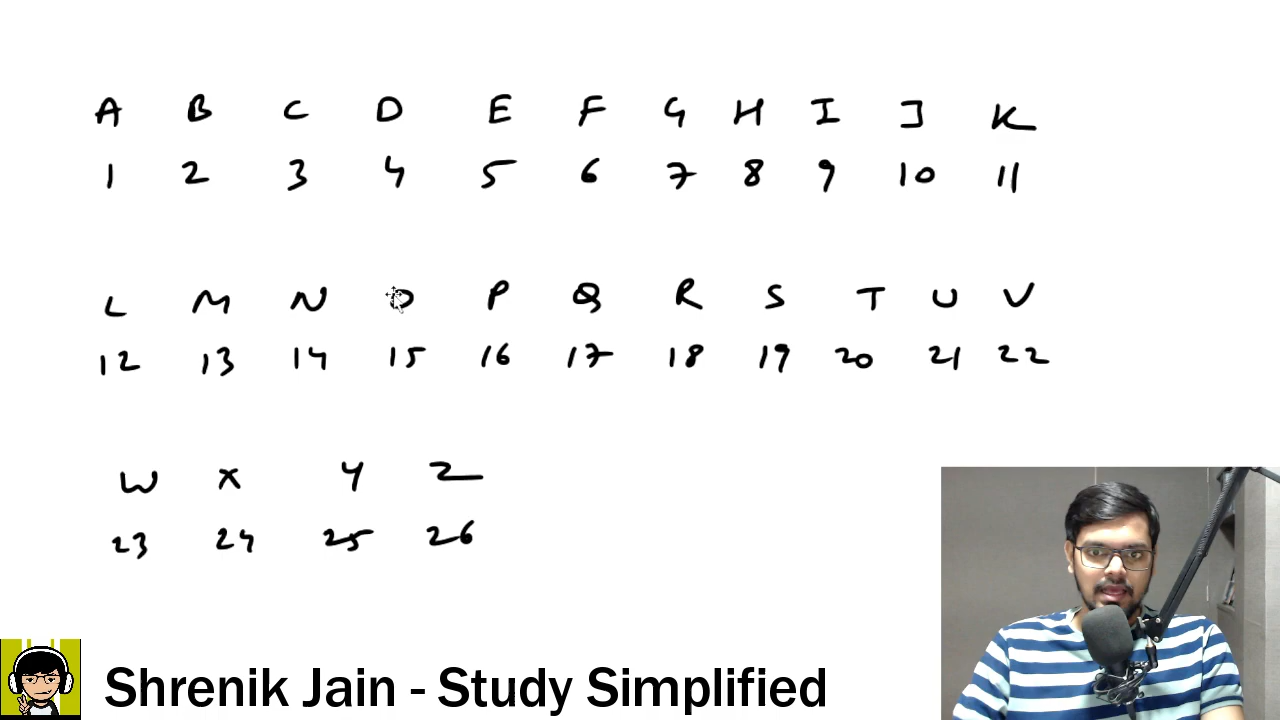 A B C D E F G H I J K
1 2 3 4 5 6 7 8 9 10 11
L M N O P Q R S T U V
12 13 14 15 16 17 18 19 20 21 22
W X Y Z
23 24 25 26
Shrenik Jain - Study Simplified